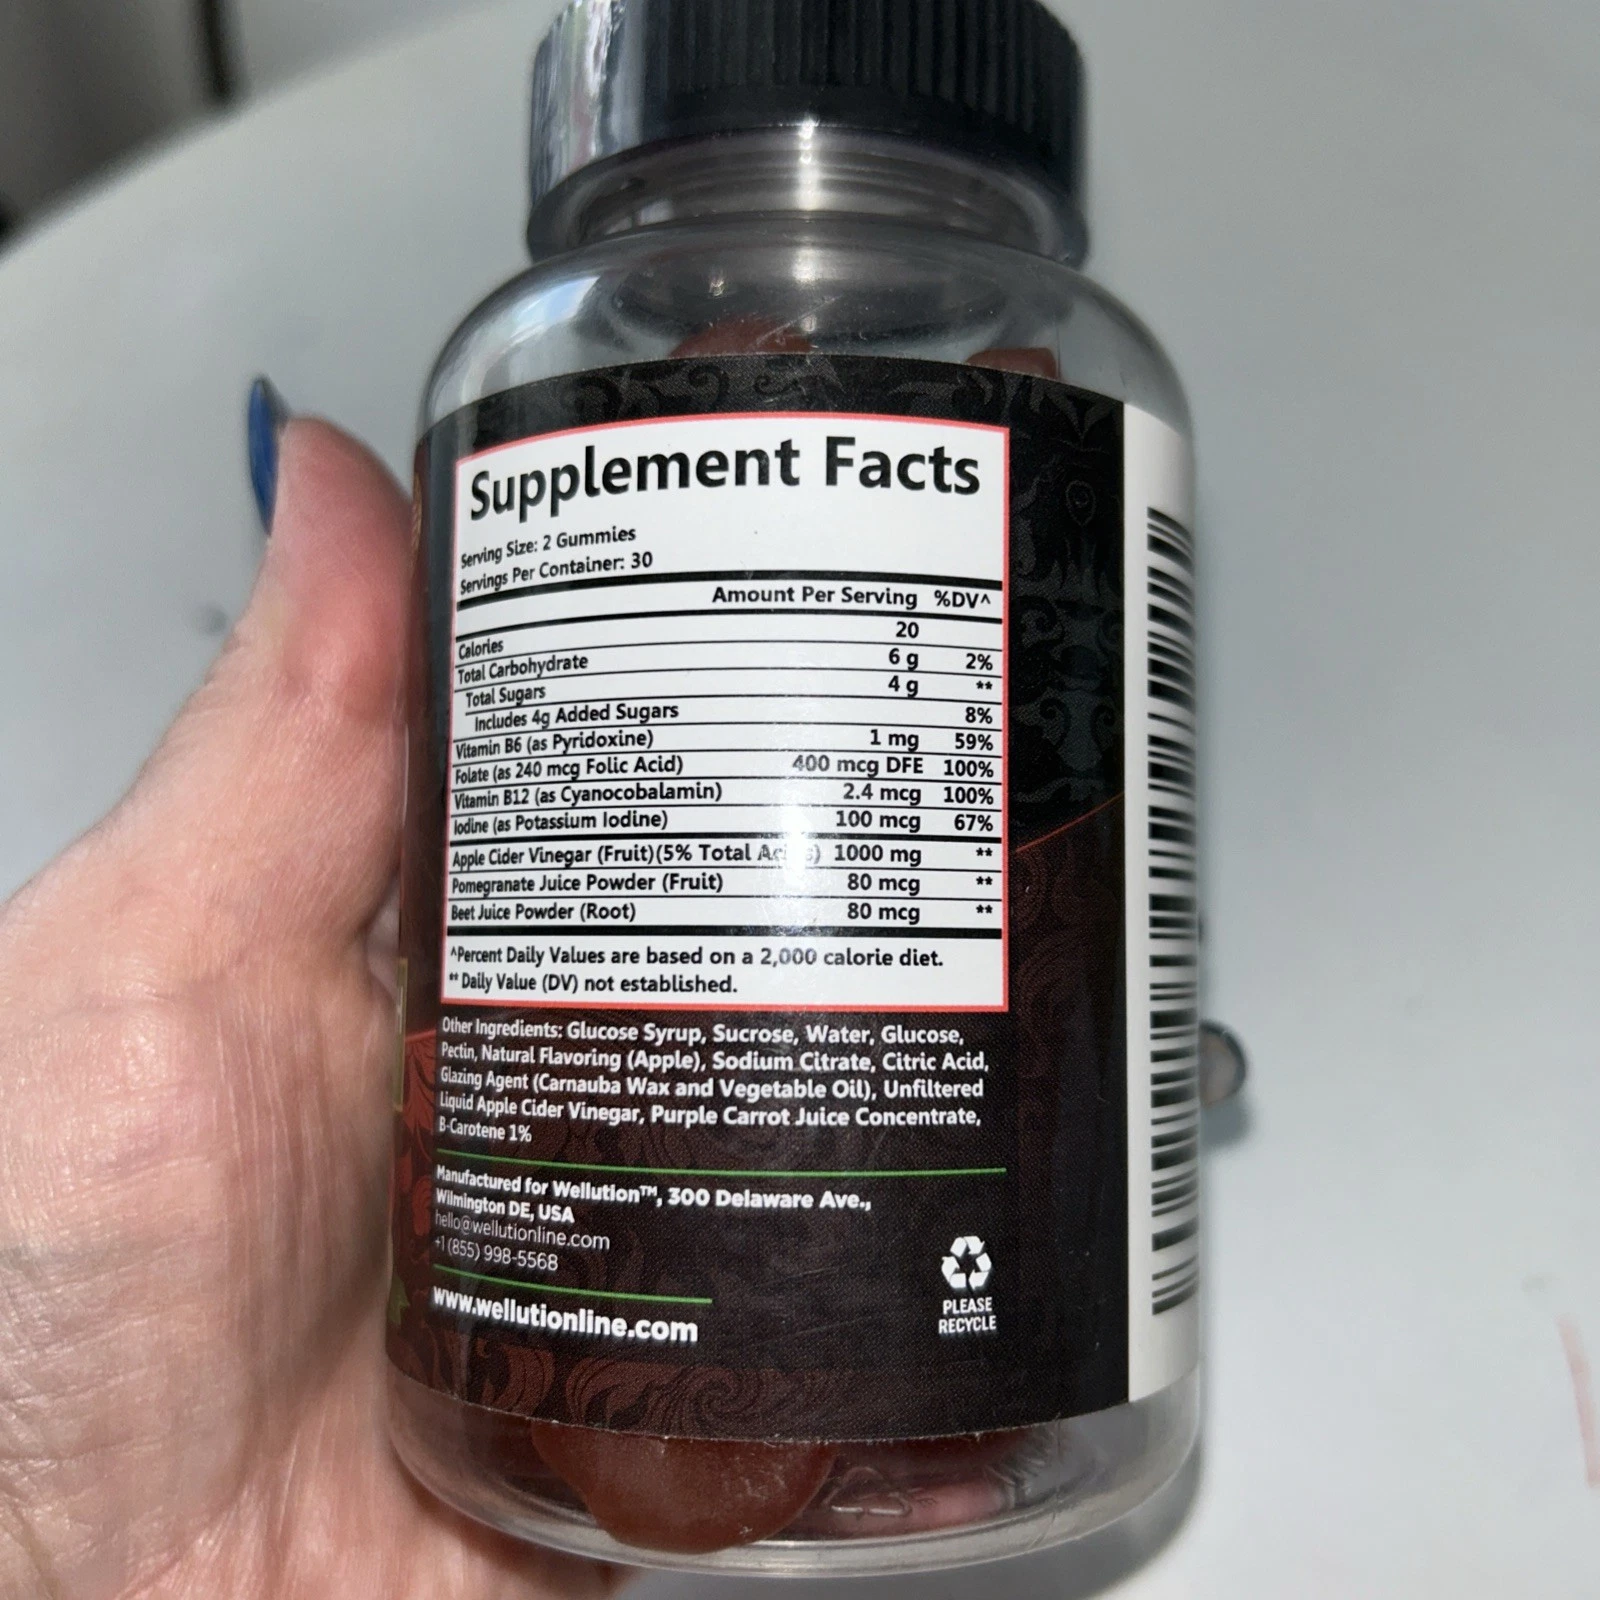 Supplement Facts
Serving Size: 2 Gummies
Servings Per Container: 30
Amount Per Serving %DV^
Calories 20
Total Carbohydrate 6 g 2%
Total Sugars 4 g **
Includes 4g Added Sugars 8%
Vitamin B6 (as Pyridoxine) 1 mg 59%
Folate (as 240 mcg Folic Acid) 400 mcg DFE 100%
Vitamin B12 (as Cyanocobalamin) 2.4 mcg 100%
Iodine (as Potassium Iodine) 100 mcg 67%
Apple Cider Vinegar (Fruit)(5% Total Acids) 1000 mg **
Pomegranate Juice Powder (Fruit) 80 mcg **
Beet Juice Powder (Root) 80 mcg **
^Percent Daily Values are based on a 2,000 calorie diet.
** Daily Value (DV) not established.
Other Ingredients: Glucose Syrup, Sucrose, Water, Glucose,
Pectin, Natural Flavoring (Apple), Sodium Citrate, Citric Acid,
Glazing Agent (Carnauba Wax and Vegetable Oil), Unfiltered
Liquid Apple Cider Vinegar, Purple Carrot Juice Concentrate,
B-Carotene 1%
Manufactured for Wellution™, 300 Delaware Ave.,
Wilmington DE, USA
hello@wellutionline.com
+1 (855) 998-5568
www.wellutionline.com
PLEASE
RECYCLE